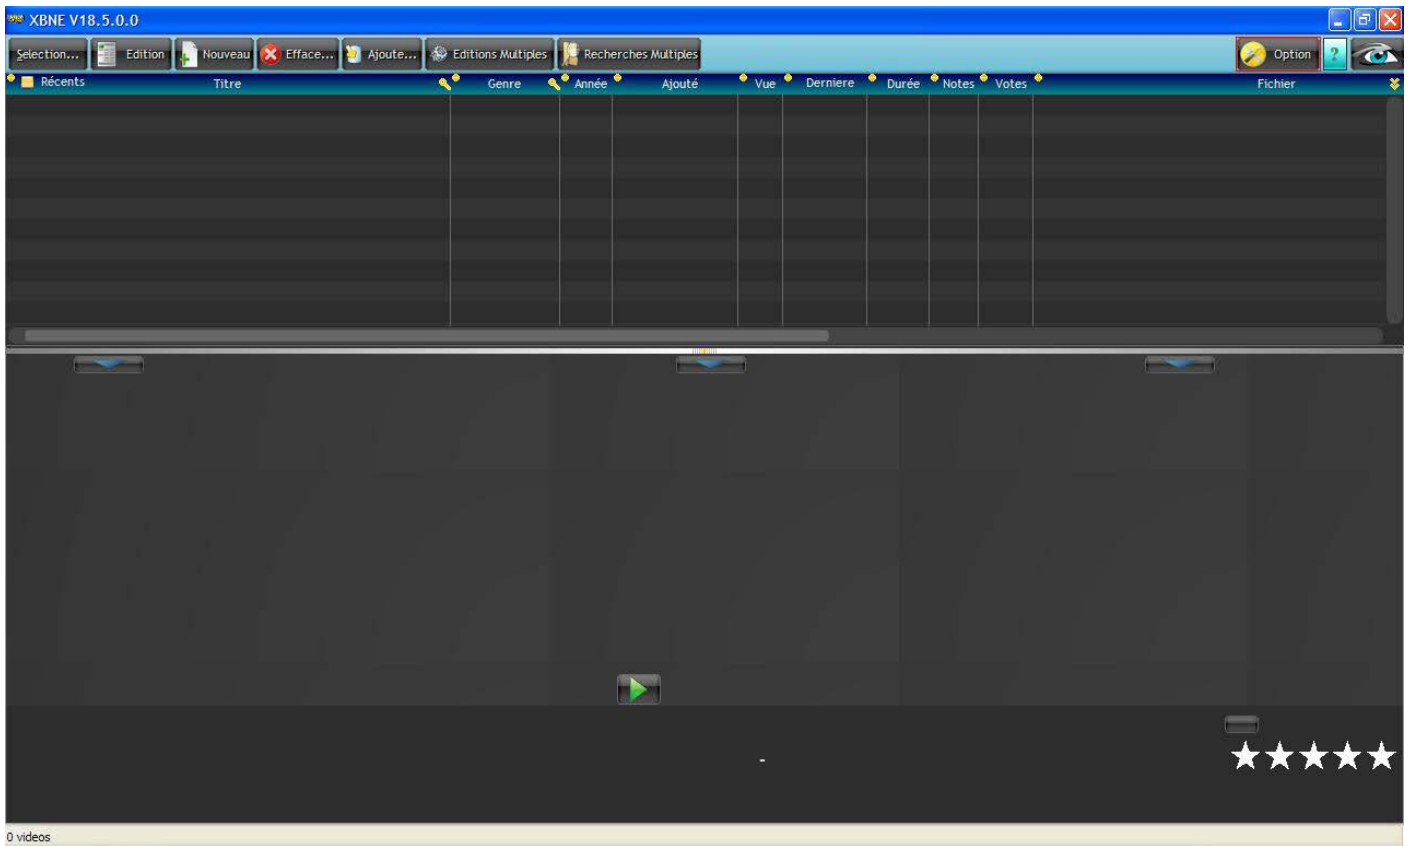 XBNE V18.5.0.0
Selection... Edition Nouveau Efface... Ajoute... Editions Multiples Recherches Multiples Option ?
Récents Titre Genre Année Ajouté Vue Derniere Durée Notes Votes Fichier
-
0 videos